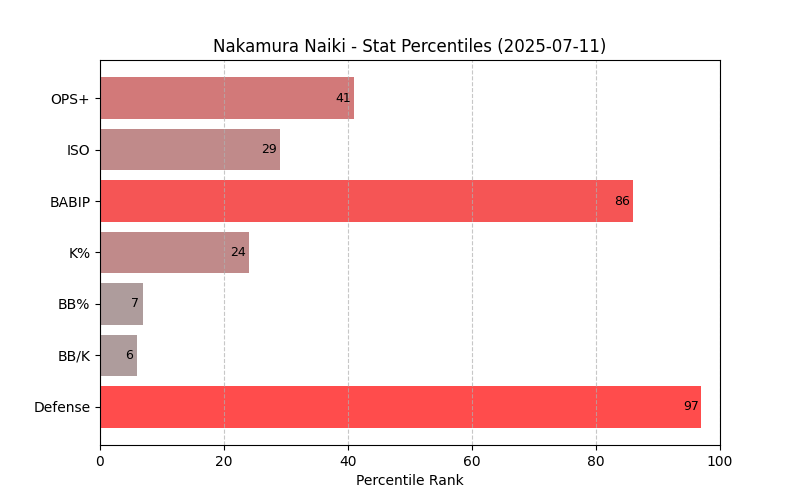 Nakamura Naiki - Stat Percentiles (2025-07-11)
OPS+ 41
ISO 29
BABIP 86
K% 24
BB% 7
BB/K 6
Defense 97
0 20 40 60 80 100
Percentile Rank